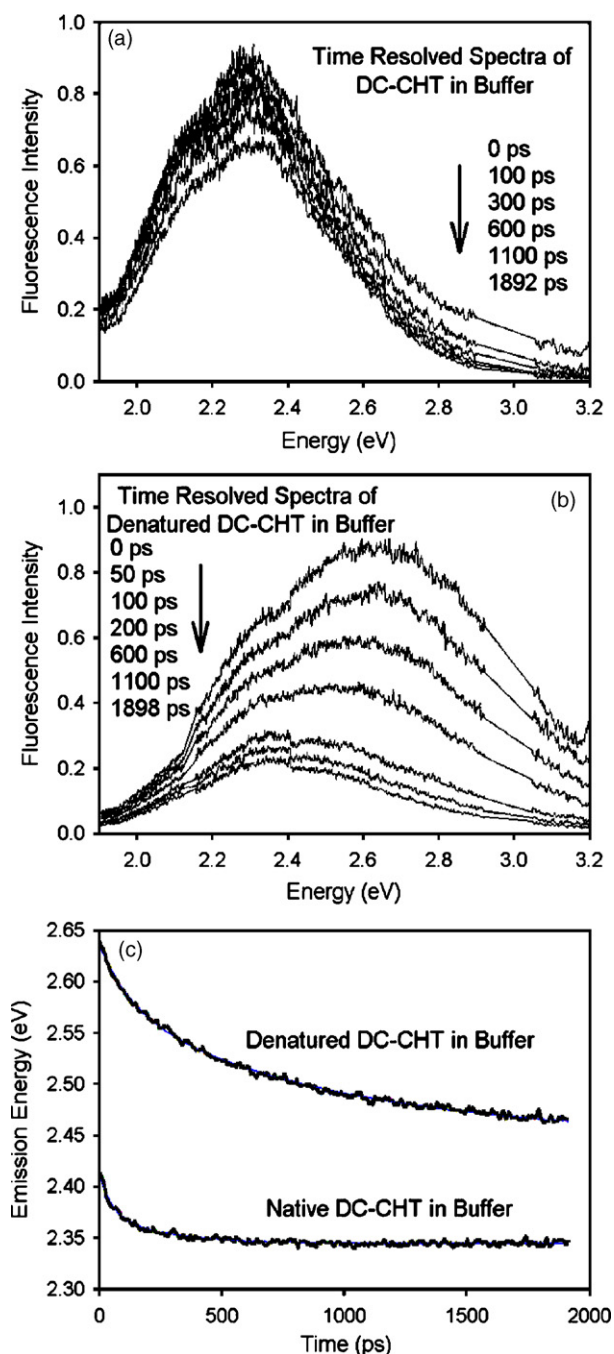 (a)
Time Resolved Spectra of
DC-CHT in Buffer
0 ps
100 ps
300 ps
600 ps
1100 ps
1892 ps
Fluorescence Intensity
1.0
0.8
0.6
0.4
0.2
0.0
2.0 2.2 2.4 2.6 2.8 3.0 3.2
Energy (eV)
(b)
Time Resolved Spectra of
Denatured DC-CHT in Buffer
0 ps
50 ps
100 ps
200 ps
600 ps
1100 ps
1898 ps
Fluorescence Intensity
1.0
0.8
0.6
0.4
0.2
0.0
2.0 2.2 2.4 2.6 2.8 3.0 3.2
Energy (eV)
(c)
Denatured DC-CHT in Buffer
Native DC-CHT in Buffer
Emission Energy (eV)
2.65
2.60
2.55
2.50
2.45
2.40
2.35
2.30
0 500 1000 1500 2000
Time (ps)